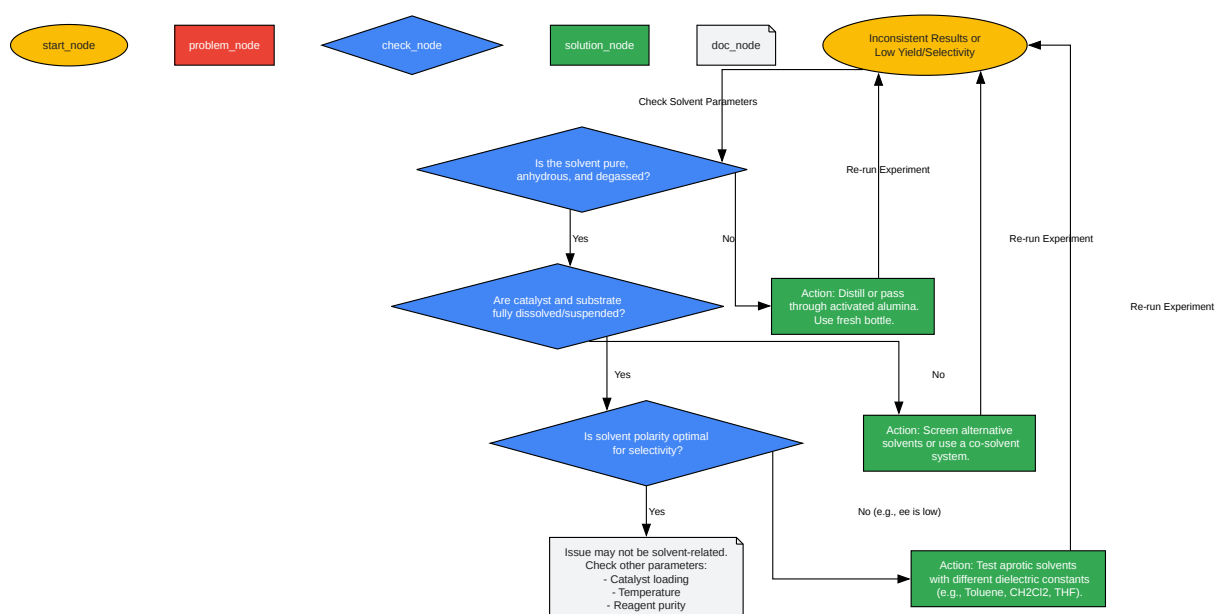 start_node
problem_node
check_node
solution_node
doc_node
Inconsistent Results or
Low Yield/Selectivity
Check Solvent Parameters
Is the solvent pure,
anhydrous, and degassed?
Re-run Experiment
Yes
No
Re-run Experiment
Are catalyst and substrate
fully dissolved/suspended?
Action: Distill or pass
through activated alumina.
Use fresh bottle.
Re-run Experiment
Yes
No
Is solvent polarity optimal
for selectivity?
Action: Screen alternative
solvents or use a co-solvent
system.
Yes
No (e.g., ee is low)
Issue may not be solvent-related.
Check other parameters:
- Catalyst loading
- Temperature
- Reagent purity
Action: Test aprotic solvents
with different dielectric constants
(e.g., Toluene, CH2Cl2, THF).